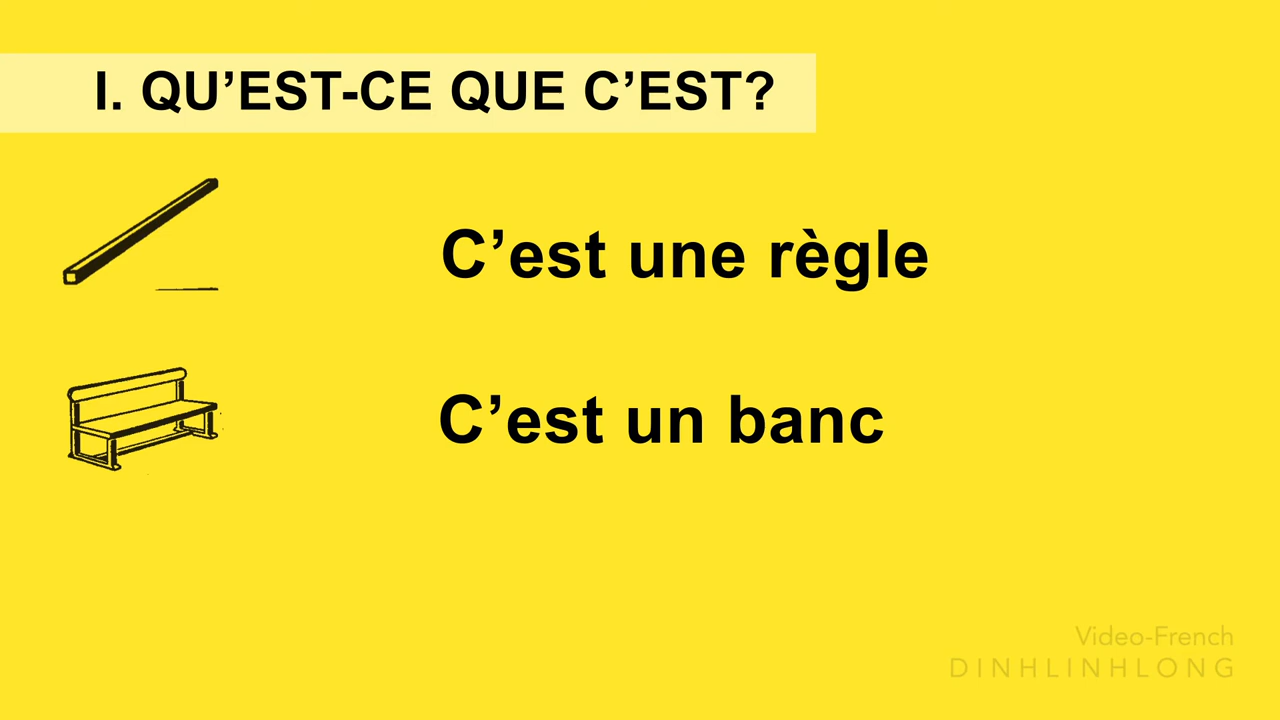 I. QU’EST-CE QUE C’EST?
C’est une règle
C’est un banc
Video-French
DINHLINHLONG